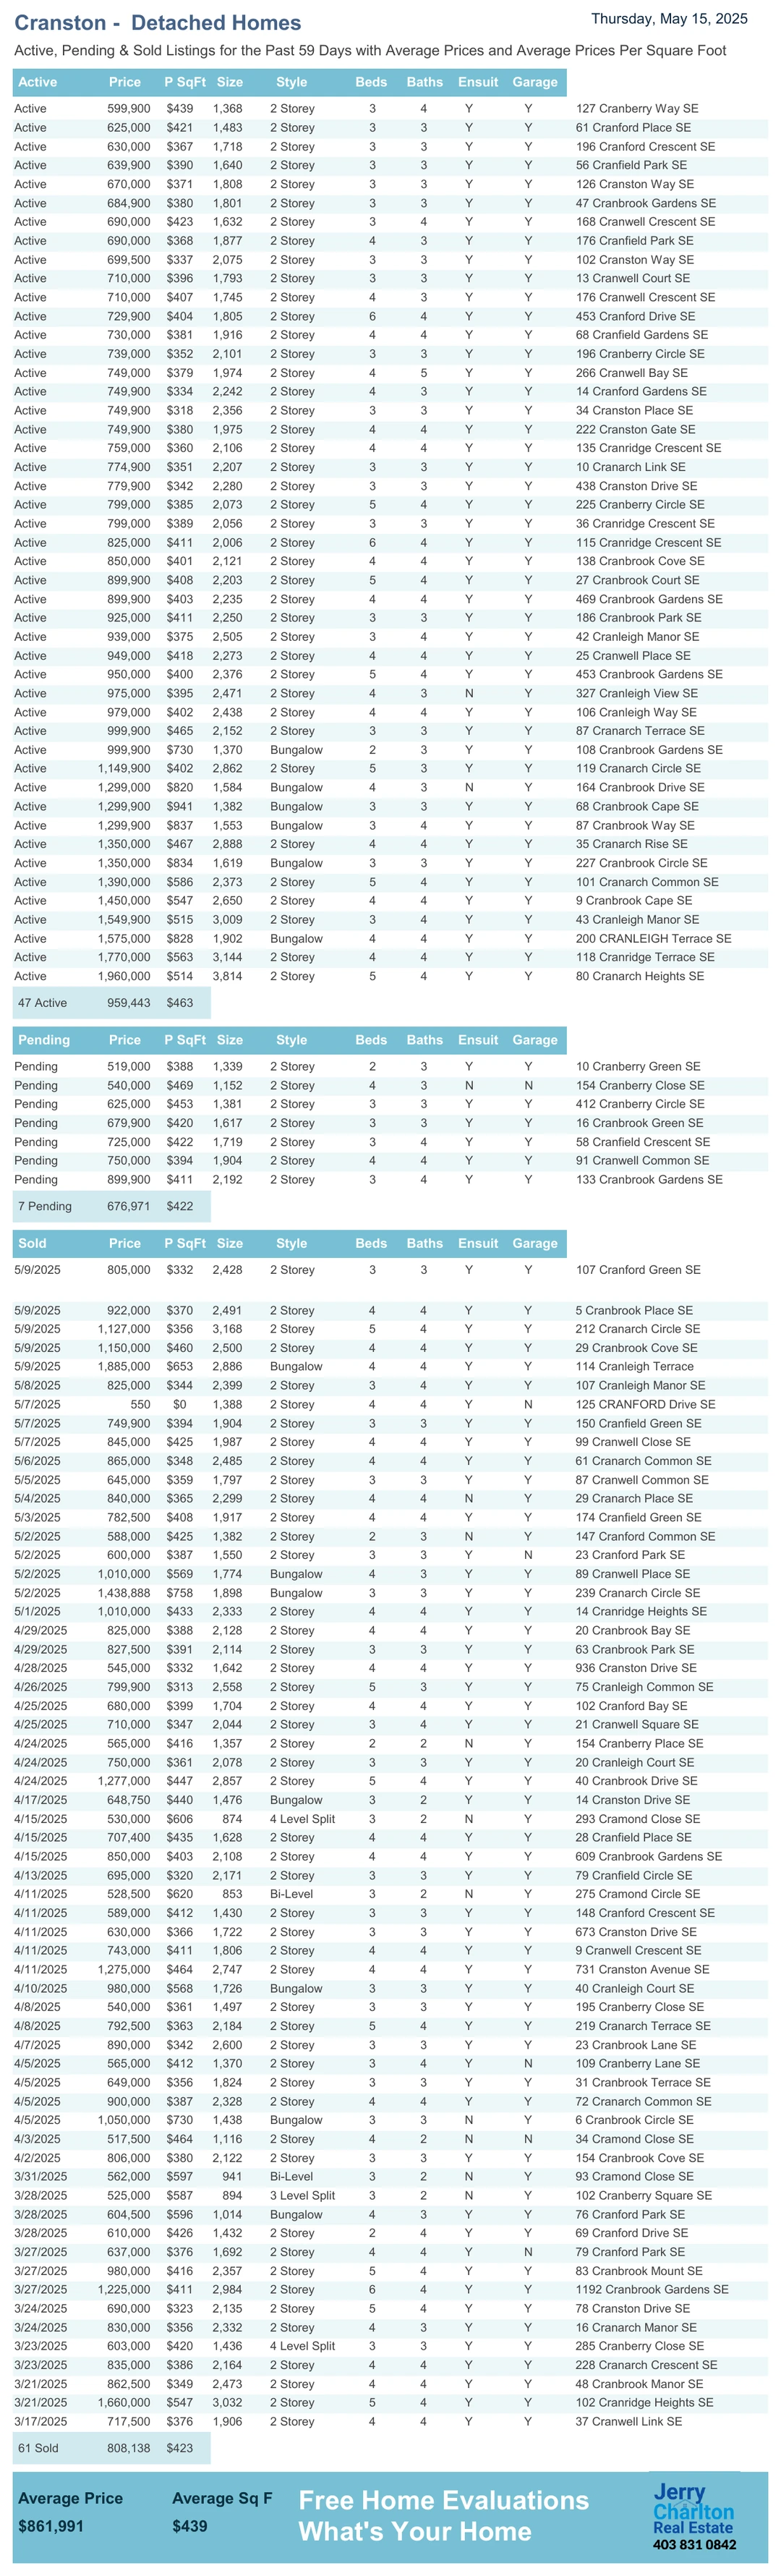 Cranston - Detached Homes
Thursday, May 15, 2025
Active, Pending & Sold Listings for the Past 59 Days with Average Prices and Average Prices Per Square Foot
Active Price P SqFt Size Style Beds Baths Ensuit Garage
Active 599,900 $439 1,368 2 Storey 3 4 Y Y 127 Cranberry Way SE
Active 625,000 $421 1,483 2 Storey 3 3 Y Y 61 Cranford Place SE
Active 630,000 $367 1,718 2 Storey 3 3 Y Y 196 Cranford Crescent SE
Active 639,900 $390 1,640 2 Storey 3 3 Y Y 56 Cranfield Park SE
Active 670,000 $371 1,808 2 Storey 3 3 Y Y 126 Cranston Way SE
Active 684,900 $380 1,801 2 Storey 3 3 Y Y 47 Cranbrook Gardens SE
Active 690,000 $423 1,632 2 Storey 3 4 Y Y 168 Cranwell Crescent SE
Active 690,000 $368 1,877 2 Storey 4 3 Y Y 176 Cranfield Park SE
Active 699,500 $337 2,075 2 Storey 3 3 Y Y 102 Cranston Way SE
Active 710,000 $396 1,793 2 Storey 3 3 Y Y 13 Cranwell Court SE
Active 710,000 $407 1,745 2 Storey 4 3 Y Y 176 Cranwell Crescent SE
Active 729,900 $404 1,805 2 Storey 6 4 Y Y 453 Cranford Drive SE
Active 730,000 $381 1,916 2 Storey 4 4 Y Y 68 Cranfield Gardens SE
Active 739,000 $352 2,101 2 Storey 3 3 Y Y 196 Cranberry Circle SE
Active 749,000 $379 1,974 2 Storey 4 5 Y Y 266 Cranwell Bay SE
Active 749,900 $334 2,242 2 Storey 4 3 Y Y 14 Cranford Gardens SE
Active 749,900 $318 2,356 2 Storey 3 3 Y Y 34 Cranston Place SE
Active 749,900 $380 1,975 2 Storey 4 4 Y Y 222 Cranston Gate SE
Active 759,000 $360 2,106 2 Storey 4 4 Y Y 135 Cranridge Crescent SE
Active 774,900 $351 2,207 2 Storey 3 3 Y Y 10 Cranarch Link SE
Active 779,900 $342 2,280 2 Storey 3 3 Y Y 438 Cranston Drive SE
Active 799,000 $385 2,073 2 Storey 5 4 Y Y 225 Cranberry Circle SE
Active 799,000 $389 2,056 2 Storey 3 3 Y Y 36 Cranridge Crescent SE
Active 825,000 $411 2,006 2 Storey 6 4 Y Y 115 Cranridge Crescent SE
Active 850,000 $401 2,121 2 Storey 4 4 Y Y 138 Cranbrook Cove SE
Active 899,900 $408 2,203 2 Storey 5 4 Y Y 27 Cranbrook Court SE
Active 899,900 $403 2,235 2 Storey 4 4 Y Y 469 Cranbrook Gardens SE
Active 925,000 $411 2,250 2 Storey 3 3 Y Y 186 Cranbrook Park SE
Active 939,000 $375 2,505 2 Storey 3 4 Y Y 42 Cranleigh Manor SE
Active 949,000 $418 2,273 2 Storey 4 4 Y Y 25 Cranwell Place SE
Active 950,000 $400 2,376 2 Storey 5 4 Y Y 453 Cranbrook Gardens SE
Active 975,000 $395 2,471 2 Storey 4 3 N Y 327 Cranleigh View SE
Active 979,000 $402 2,438 2 Storey 4 4 Y Y 106 Cranleigh Way SE
Active 999,900 $465 2,152 2 Storey 3 3 Y Y 87 Cranarch Terrace SE
Active 999,900 $730 1,370 Bungalow 2 3 Y Y 108 Cranbrook Gardens SE
Active 1,149,900 $402 2,862 2 Storey 5 3 Y Y 119 Cranarch Circle SE
Active 1,299,000 $820 1,584 Bungalow 4 3 N Y 164 Cranbrook Drive SE
Active 1,299,900 $941 1,382 Bungalow 3 3 Y Y 68 Cranbrook Cape SE
Active 1,299,900 $837 1,553 Bungalow 3 4 Y Y 87 Cranbrook Way SE
Active 1,350,000 $467 2,888 2 Storey 4 4 Y Y 35 Cranarch Rise SE
Active 1,350,000 $834 1,619 Bungalow 3 3 Y Y 227 Cranbrook Circle SE
Active 1,390,000 $586 2,373 2 Storey 5 4 Y Y 101 Cranarch Common SE
Active 1,450,000 $547 2,650 2 Storey 4 4 Y Y 9 Cranbrook Cape SE
Active 1,549,900 $515 3,009 2 Storey 3 4 Y Y 43 Cranleigh Manor SE
Active 1,575,000 $828 1,902 Bungalow 4 4 Y Y 200 CRANLEIGH Terrace SE
Active 1,770,000 $563 3,144 2 Storey 4 4 Y Y 118 Cranridge Terrace SE
Active 1,960,000 $514 3,814 2 Storey 5 4 Y Y 80 Cranarch Heights SE
47 Active 959,443 $463
Pending Price P SqFt Size Style Beds Baths Ensuit Garage
Pending 519,000 $388 1,339 2 Storey 2 3 Y Y 10 Cranberry Green SE
Pending 540,000 $469 1,152 2 Storey 4 3 N N 154 Cranberry Close SE
Pending 625,000 $453 1,381 2 Storey 3 3 Y Y 412 Cranberry Circle SE
Pending 679,900 $420 1,617 2 Storey 3 3 Y Y 16 Cranbrook Green SE
Pending 725,000 $422 1,719 2 Storey 3 4 Y Y 58 Cranfield Crescent SE
Pending 750,000 $394 1,904 2 Storey 4 4 Y Y 91 Cranwell Common SE
Pending 899,900 $411 2,192 2 Storey 3 4 Y Y 133 Cranbrook Gardens SE
7 Pending 676,971 $422
Sold Price P SqFt Size Style Beds Baths Ensuit Garage
5/9/2025 805,000 $332 2,428 2 Storey 3 3 Y Y 107 Cranford Green SE
5/9/2025 922,000 $370 2,491 2 Storey 4 4 Y Y 5 Cranbrook Place SE
5/9/2025 1,127,000 $356 3,168 2 Storey 5 4 Y Y 212 Cranarch Circle SE
5/9/2025 1,150,000 $460 2,500 2 Storey 4 4 Y Y 29 Cranbrook Cove SE
5/9/2025 1,885,000 $653 2,886 Bungalow 4 4 Y Y 114 Cranleigh Terrace
5/8/2025 825,000 $344 2,399 2 Storey 3 4 Y Y 107 Cranleigh Manor SE
5/7/2025 550 $0 1,388 2 Storey 4 4 Y N 125 CRANFORD Drive SE
5/7/2025 749,900 $394 1,904 2 Storey 3 3 Y Y 150 Cranfield Green SE
5/7/2025 845,000 $425 1,987 2 Storey 4 4 Y Y 99 Cranwell Close SE
5/6/2025 865,000 $348 2,485 2 Storey 4 4 Y Y 61 Cranarch Common SE
5/5/2025 645,000 $359 1,797 2 Storey 3 3 Y Y 87 Cranwell Common SE
5/4/2025 840,000 $365 2,299 2 Storey 4 4 N Y 29 Cranarch Place SE
5/3/2025 782,500 $408 1,917 2 Storey 4 4 Y Y 174 Cranfield Green SE
5/2/2025 588,000 $425 1,382 2 Storey 2 3 N Y 147 Cranford Common SE
5/2/2025 600,000 $387 1,550 2 Storey 3 3 Y N 23 Cranford Park SE
5/2/2025 1,010,000 $569 1,774 Bungalow 4 3 Y Y 89 Cranwell Place SE
5/2/2025 1,438,888 $758 1,898 Bungalow 3 3 Y Y 239 Cranarch Circle SE
5/1/2025 1,010,000 $433 2,333 2 Storey 4 4 Y Y 14 Cranridge Heights SE
4/29/2025 825,000 $388 2,128 2 Storey 4 4 Y Y 20 Cranbrook Bay SE
4/29/2025 827,500 $391 2,114 2 Storey 3 3 Y Y 63 Cranbrook Park SE
4/28/2025 545,000 $332 1,642 2 Storey 4 4 Y Y 936 Cranston Drive SE
4/26/2025 799,900 $313 2,558 2 Storey 5 3 Y Y 75 Cranleigh Common SE
4/25/2025 680,000 $399 1,704 2 Storey 4 4 Y Y 102 Cranford Bay SE
4/25/2025 710,000 $347 2,044 2 Storey 3 4 Y Y 21 Cranwell Square SE
4/24/2025 565,000 $416 1,357 2 Storey 2 2 N Y 154 Cranberry Place SE
4/24/2025 750,000 $361 2,078 2 Storey 3 3 Y Y 20 Cranleigh Court SE
4/24/2025 1,277,000 $447 2,857 2 Storey 5 4 Y Y 40 Cranbrook Drive SE
4/17/2025 648,750 $440 1,476 Bungalow 3 2 Y Y 14 Cranston Drive SE
4/15/2025 530,000 $606 874 4 Level Split 3 2 N Y 293 Cramond Close SE
4/15/2025 707,400 $435 1,628 2 Storey 4 4 Y Y 28 Cranfield Place SE
4/15/2025 850,000 $403 2,108 2 Storey 4 4 Y Y 609 Cranbrook Gardens SE
4/13/2025 695,000 $320 2,171 2 Storey 3 3 Y Y 79 Cranfield Circle SE
4/11/2025 528,500 $620 853 Bi-Level 3 2 N Y 275 Cramond Circle SE
4/11/2025 589,000 $412 1,430 2 Storey 3 3 Y Y 148 Cranford Crescent SE
4/11/2025 630,000 $366 1,722 2 Storey 3 3 Y Y 673 Cranston Drive SE
4/11/2025 743,000 $411 1,806 2 Storey 4 4 Y Y 9 Cranwell Crescent SE
4/11/2025 1,275,000 $464 2,747 2 Storey 4 4 Y Y 731 Cranston Avenue SE
4/10/2025 980,000 $568 1,726 Bungalow 3 3 Y Y 40 Cranleigh Court SE
4/8/2025 540,000 $361 1,497 2 Storey 3 3 Y Y 195 Cranberry Close SE
4/8/2025 792,500 $363 2,184 2 Storey 5 4 Y Y 219 Cranarch Terrace SE
4/7/2025 890,000 $342 2,600 2 Storey 3 3 Y Y 23 Cranbrook Lane SE
4/5/2025 565,000 $412 1,370 2 Storey 3 4 Y N 109 Cranberry Lane SE
4/5/2025 649,000 $356 1,824 2 Storey 3 3 Y Y 31 Cranbrook Terrace SE
4/5/2025 900,000 $387 2,328 2 Storey 4 4 Y Y 72 Cranarch Common SE
4/5/2025 1,050,000 $730 1,438 Bungalow 3 3 N Y 6 Cranbrook Circle SE
4/3/2025 517,500 $464 1,116 2 Storey 4 2 N N 34 Cramond Close SE
4/2/2025 806,000 $380 2,122 2 Storey 3 3 Y Y 154 Cranbrook Cove SE
3/31/2025 562,000 $597 941 Bi-Level 3 2 N Y 93 Cramond Close SE
3/28/2025 525,000 $587 894 3 Level Split 3 2 N Y 102 Cranberry Square SE
3/28/2025 604,500 $596 1,014 Bungalow 4 3 Y Y 76 Cranford Park SE
3/28/2025 610,000 $426 1,432 2 Storey 2 4 Y Y 69 Cranford Drive SE
3/27/2025 637,000 $376 1,692 2 Storey 4 4 Y N 79 Cranford Park SE
3/27/2025 980,000 $416 2,357 2 Storey 5 4 Y Y 83 Cranbrook Mount SE
3/27/2025 1,225,000 $411 2,984 2 Storey 6 4 Y Y 1192 Cranbrook Gardens SE
3/24/2025 690,000 $323 2,135 2 Storey 5 4 Y Y 78 Cranston Drive SE
3/24/2025 830,000 $356 2,332 2 Storey 4 3 Y Y 16 Cranarch Manor SE
3/23/2025 603,000 $420 1,436 4 Level Split 3 3 Y Y 285 Cranberry Close SE
3/23/2025 835,000 $386 2,164 2 Storey 4 4 Y Y 228 Cranarch Crescent SE
3/21/2025 862,500 $349 2,473 2 Storey 4 4 Y Y 48 Cranbrook Manor SE
3/21/2025 1,660,000 $547 3,032 2 Storey 5 4 Y Y 102 Cranridge Heights SE
3/17/2025 717,500 $376 1,906 2 Storey 4 4 Y Y 37 Cranwell Link SE
61 Sold 808,138 $423
Average Price Average Sq F
$861,991 $439
Free Home Evaluations
What's Your Home
Jerry
Charlton
Real Estate
403 831 0842